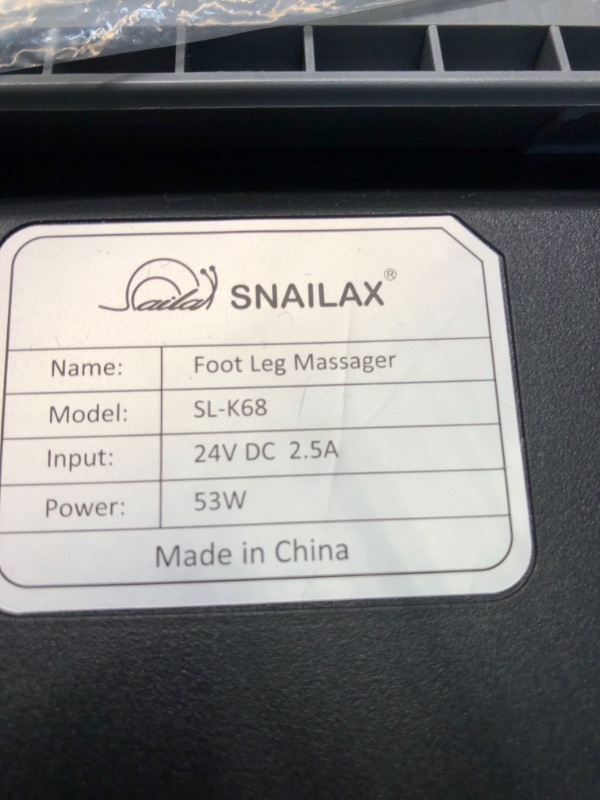 Snailax SNAILAX®
Name: Foot Leg Massager
Model: SL-K68
Input: 24V DC 2.5A
Power: 53W
Made in China